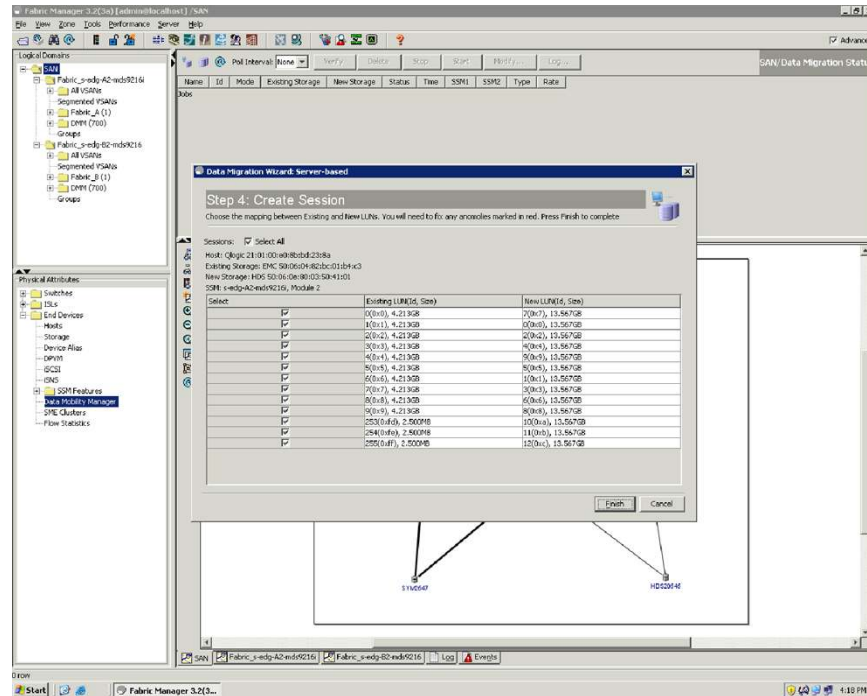 Fabric Manager 3.2(3a) [admin@localhost] /SAN
File View Zone Tools Performance Server Help
Advanced
Logical Domains
SAN
Fabric_s-edg-A2-mds9216i
All VSANs
Segmented VSANs
Fabric_A (1)
DMM (700)
Groups
Fabric_s-edg-B2-mds9216
All VSANs
Segmented VSANs
Fabric_B (1)
DMM (700)
Groups
Physical Attributes
Switches
ISLs
End Devices
Hosts
Storage
Device Alias
DPVM
iSCSI
iSNS
SSM Features
Data Mobility Manager
SME Clusters
Flow Statistics
Poll Interval: None Verify Delete Stop Start Modify... Log...
SAN/Data Migration Statu
Name Id Mode Existing Storage New Storage Status Time SSM1 SSM2 Type Rate
Jobs
Data Migration Wizard: Server-based
Step 4: Create Session
Choose the mapping between Existing and New LUNs. You will need to fix any anomolies marked in red. Press Finish to complete
Sessions: Select All
Host: Qlogic 21:01:00:e0:8b:bd:23:8a
Existing Storage: EMC 50:06:04:82:bc:01:b4:c3
New Storage: HDS 50:06:0e:80:03:50:41:01
SSM: s-edg-A2-mds9216i, Module 2
Select Existing LUN(Id, Size) New LUN(Id, Size)
0(0x0), 4.213GB 7(0x7), 13.567GB
1(0x1), 4.213GB 0(0x0), 13.567GB
2(0x2), 4.213GB 2(0x2), 13.567GB
3(0x3), 4.213GB 4(0x4), 13.567GB
4(0x4), 4.213GB 9(0x9), 13.567GB
5(0x5), 4.213GB 5(0x5), 13.567GB
6(0x6), 4.213GB 1(0x1), 13.567GB
7(0x7), 4.213GB 3(0x3), 13.567GB
8(0x8), 4.213GB 6(0x6), 13.567GB
9(0x9), 4.213GB 8(0x8), 13.567GB
253(0xfd), 2.500MB 10(0xa), 13.567GB
254(0xfe), 2.500MB 11(0xb), 13.567GB
255(0xff), 2.500MB 12(0xc), 13.567GB
Finish Cancel
SYM2647 HDS20646
SAN Fabric_s-edg-A2-mds9216i Fabric_s-edg-B2-mds9216 Log Events
0 row
Start Fabric Manager 3.2(3... 4:18 PM